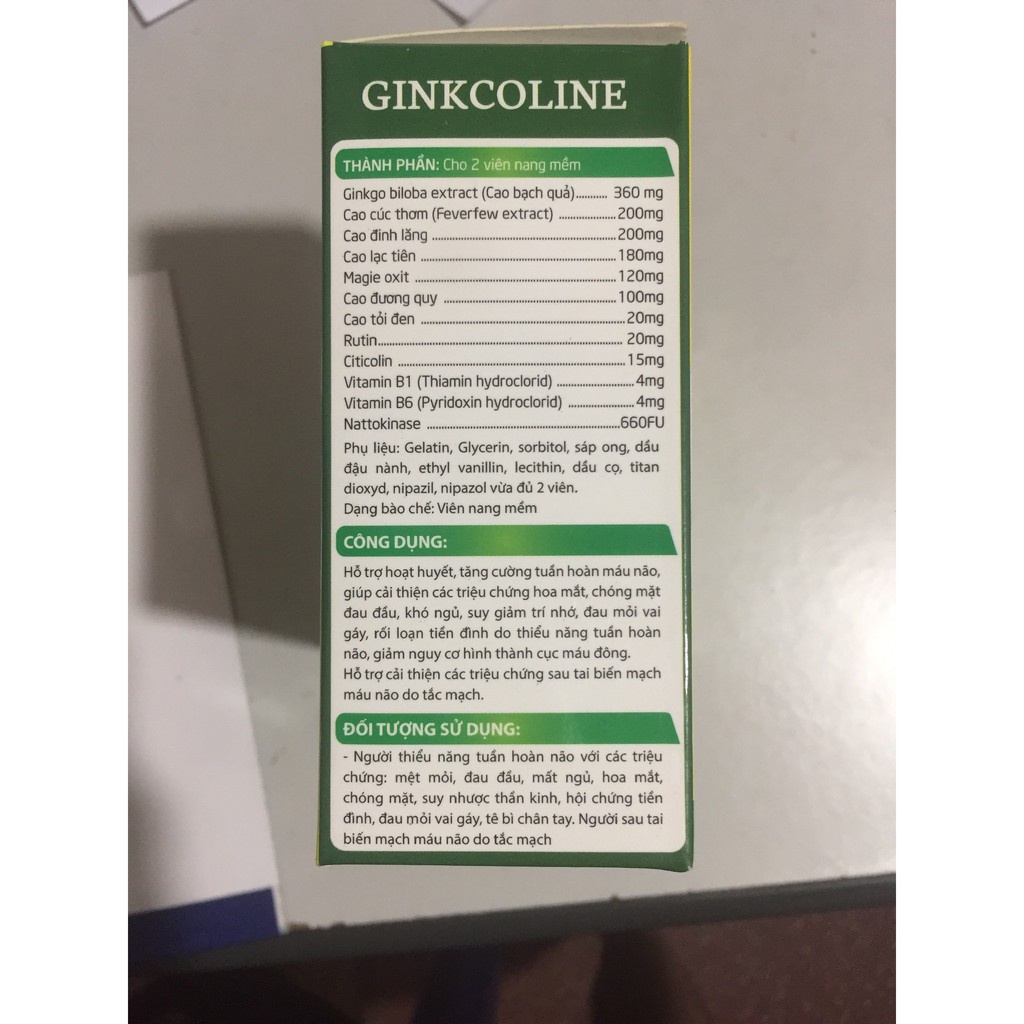 GINKCOLINE
THÀNH PHẦN: Cho 2 viên nang mềm
Ginkgo biloba extract (Cao bạch quả)........... 360 mg
Cao cúc thơm (Feverfew extract) ....................200mg
Cao đinh lăng ................................................................200mg
Cao lạc tiên ....................................................................180mg
Magie oxit ......................................................................120mg
Cao đương quy ............................................................100mg
Cao tỏi đen ......................................................................20mg
Rutin..................................................................................... 20mg
Citicolin ...............................................................................15mg
Vitamin B1 (Thiamin hydroclorid) ...........................4mg
Vitamin B6 (Pyridoxin hydroclorid) .......................4mg
Nattokinase ...................................................................660FU
Phụ liệu: Gelatin, Glycerin, sorbitol, sáp ong, dầu
đậu nành, ethyl vanillin, lecithin, dầu cọ, titan
dioxyd, nipazil, nipazol vừa đủ 2 viên.
Dạng bào chế: Viên nang mềm
CÔNG DỤNG:
Hỗ trợ hoạt huyết, tăng cường tuần hoàn máu não,
giúp cải thiện các triệu chứng hoa mắt, chóng mặt
đau đầu, khó ngủ, suy giảm trí nhớ, đau mỏi vai
gáy, rối loạn tiền đình do thiểu năng tuần hoàn
não, giảm nguy cơ hình thành cục máu đông.
Hỗ trợ cải thiện các triệu chứng sau tai biến mạch
máu não do tắc mạch.
ĐỐI TƯỢNG SỬ DỤNG:
- Người thiểu năng tuần hoàn não với các triệu
chứng: mệt mỏi, đau đầu, mất ngủ, hoa mắt,
chóng mặt, suy nhược thần kinh, hội chứng tiền
đình, đau mỏi vai gáy, tê bì chân tay. Người sau tai
biến mạch máu não do tắc mạch